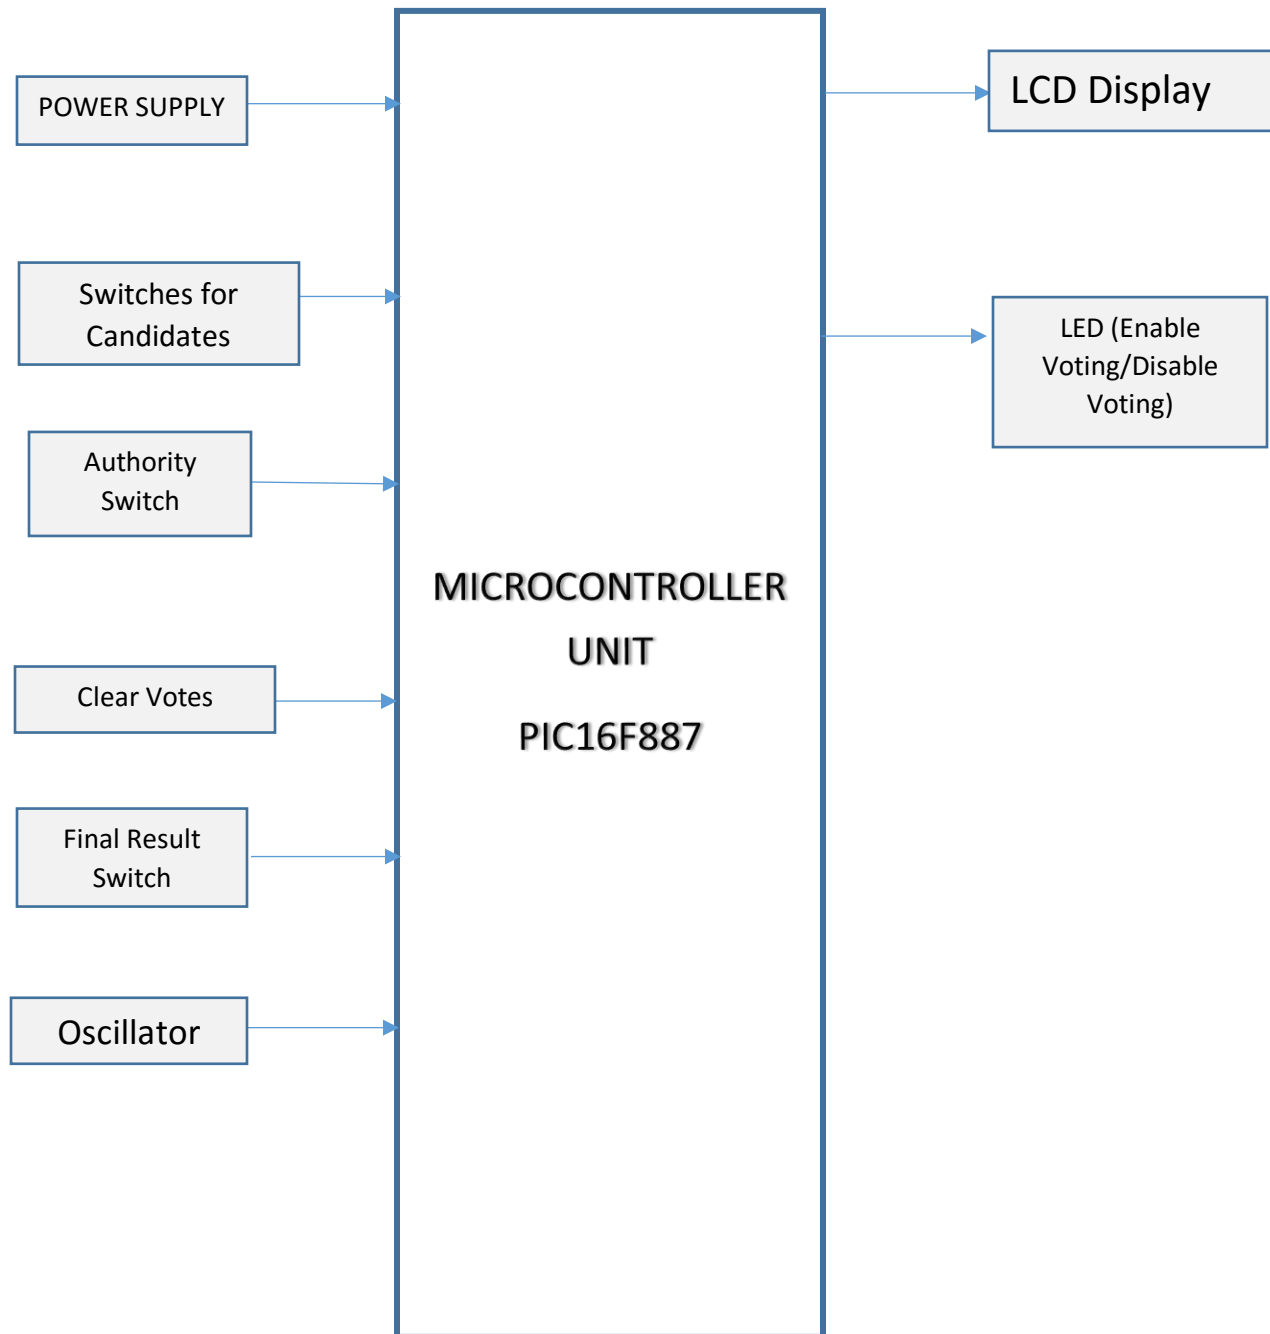 POWER SUPPLY
Switches for
Candidates
Authority
Switch
Clear Votes
Final Result
Switch
Oscillator
MICROCONTROLLER
UNIT
PIC16F887
LCD Display
LED (Enable
Voting/Disable
Voting)